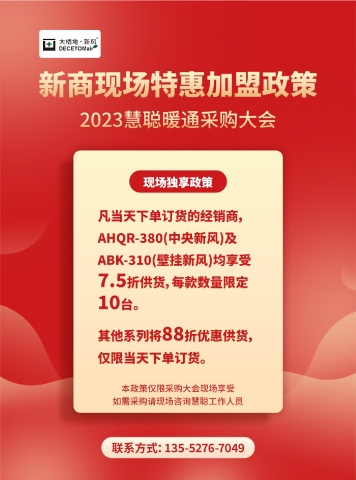 大栖地·新风
DECETOMab
新商现场特惠加盟政策
2023慧聪暖通采购大会
现场独享政策
凡当天下单订货的经销商，
AHQR-380(中央新风)及
ABK-310(壁挂新风)均享受
7.5折供货，每款数量限定
10台。
其他系列将88折优惠供货，
仅限当天下单订货。
本政策仅限采购大会现场享受
如需采购请现场咨询慧聪工作人员
联系方式：135-5276-7049